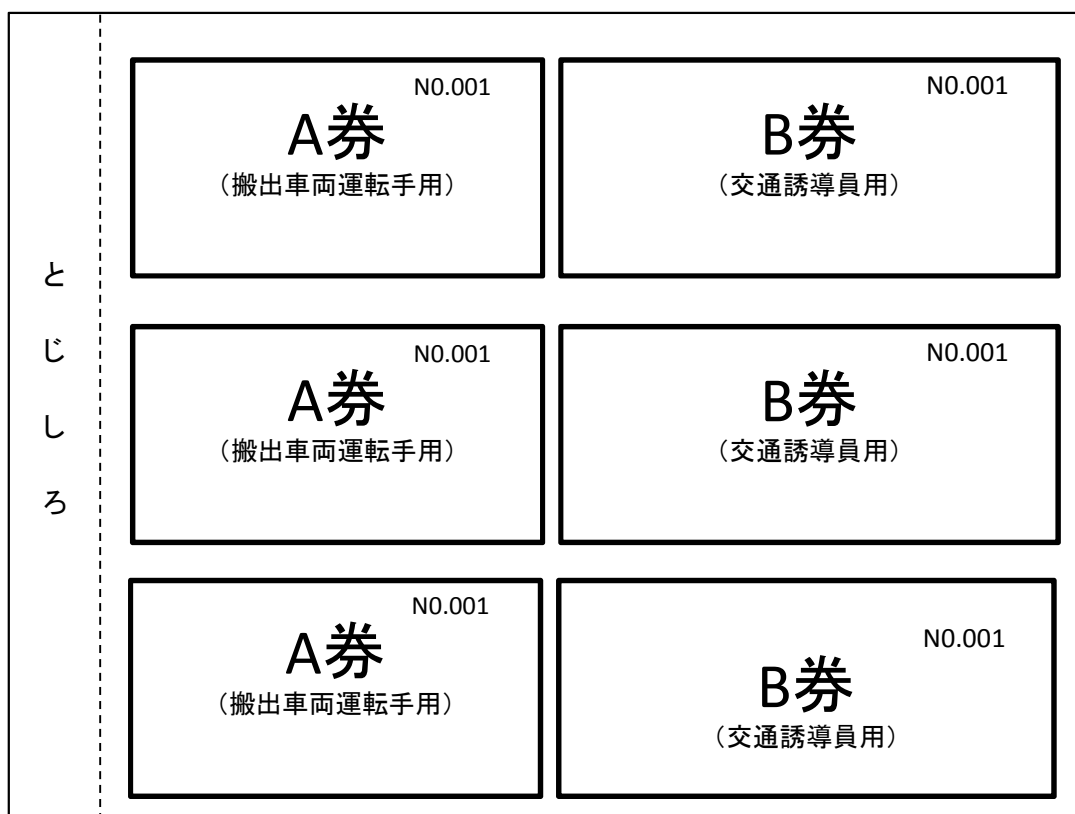 とじしろ
N0.001
A券
（搬出車両運転手用）
N0.001
B券
（交通誘導員用）
N0.001
A券
（搬出車両運転手用）
N0.001
B券
（交通誘導員用）
N0.001
A券
（搬出車両運転手用）
N0.001
B券
（交通誘導員用）